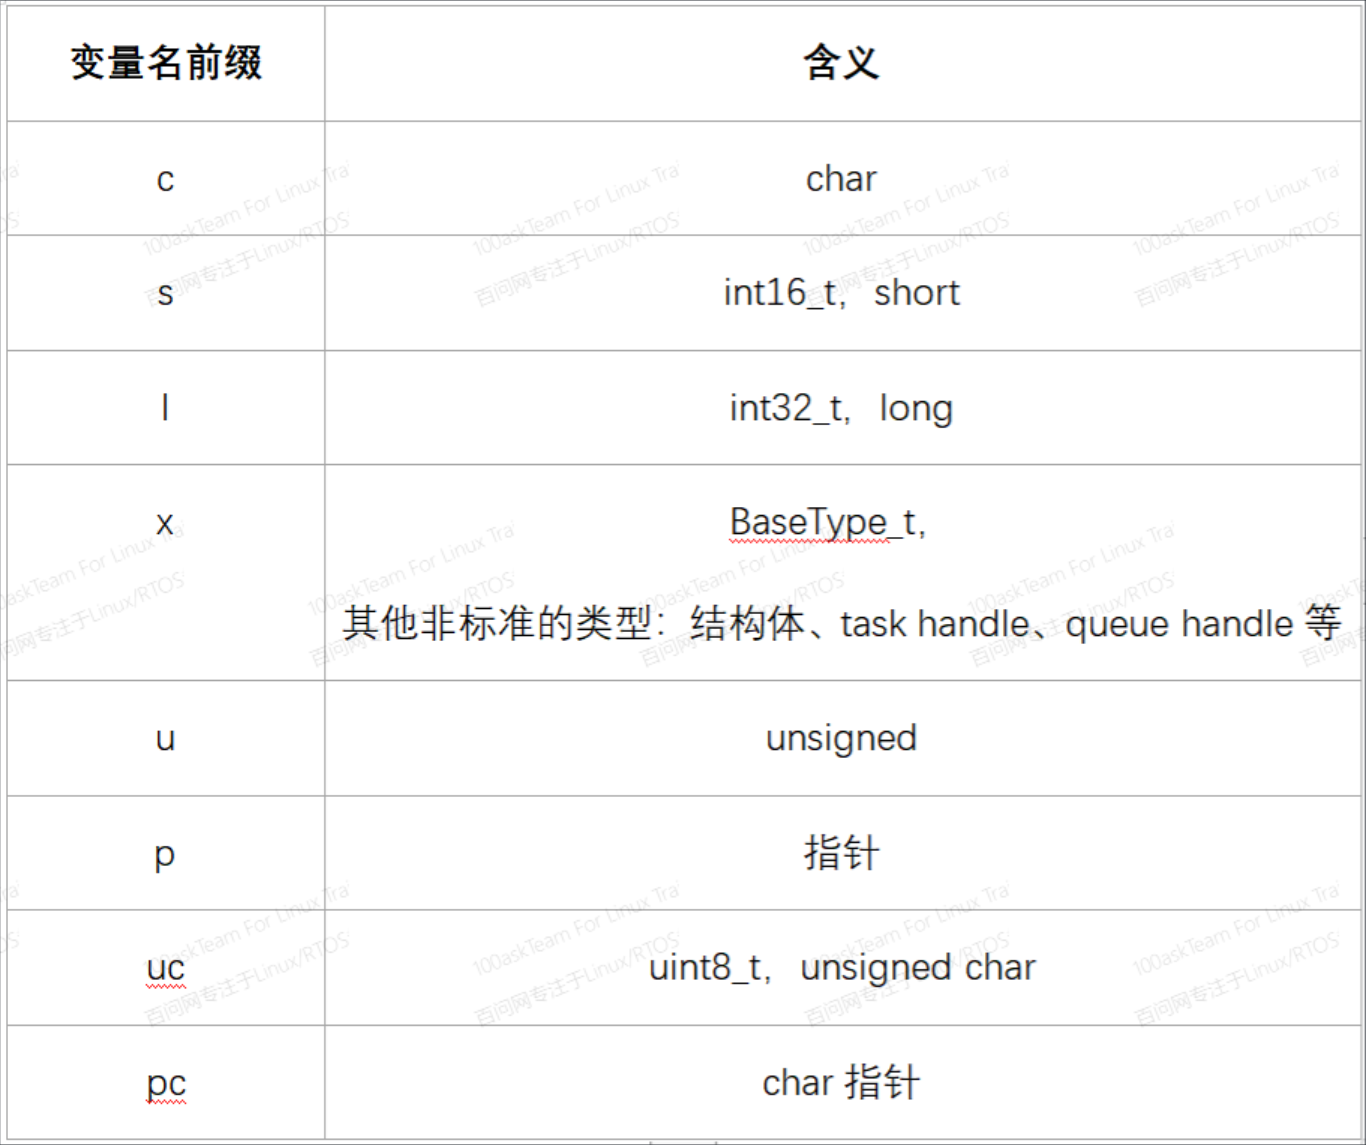 变量名前缀 含义
c char
s int16_t，short
l int32_t，long
x BaseType_t，
其他非标准的类型：结构体、task handle、queue handle 等
u unsigned
p 指针
uc uint8_t，unsigned char
pc char 指针
100askTeam For Linux Tra
百问网专注于Linux/RTOS